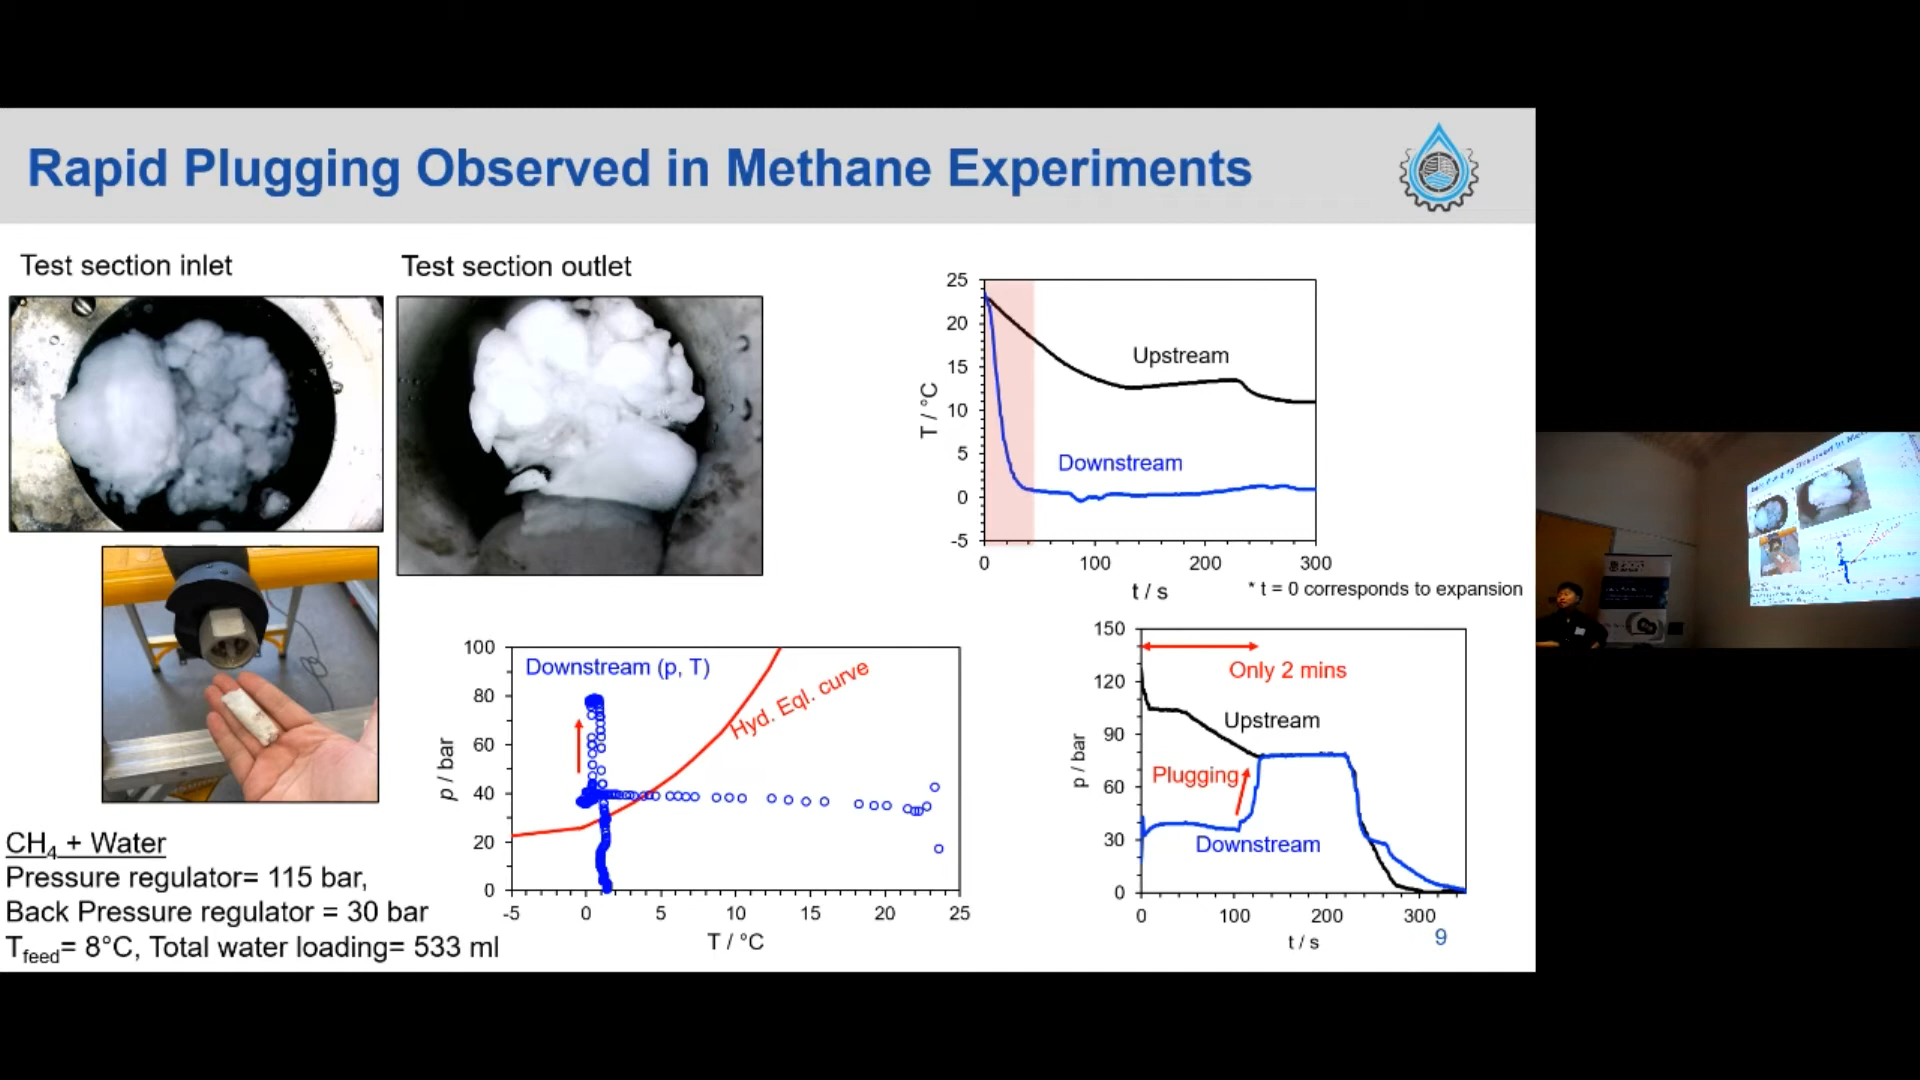 Rapid Plugging Observed in Methane Experiments
Test section inlet
Test section outlet
CH4 + Water
Pressure regulator= 115 bar,
Back Pressure regulator = 30 bar
Tfeed= 8°C, Total water loading= 533 ml
100
80
60
40
20
0
p / bar
Downstream (p, T)
Hyd. Eql. curve
-5
0
5
10
15
20
25
T / °C
25
20
15
10
5
0
-5
T / °C
Upstream
Downstream
0
100
200
300
t / s
* t = 0 corresponds to expansion
150
120
90
60
30
0
p / bar
Only 2 mins
Upstream
Plugging
Downstream
0
100
200
300
t / s
9